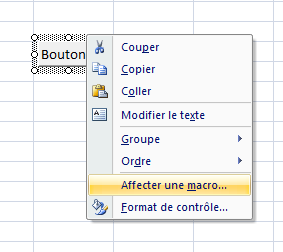 Bouton
Couper
Copier
Coller
Modifier le texte
Groupe
Ordre
Affecter une macro...
Format de contrôle...